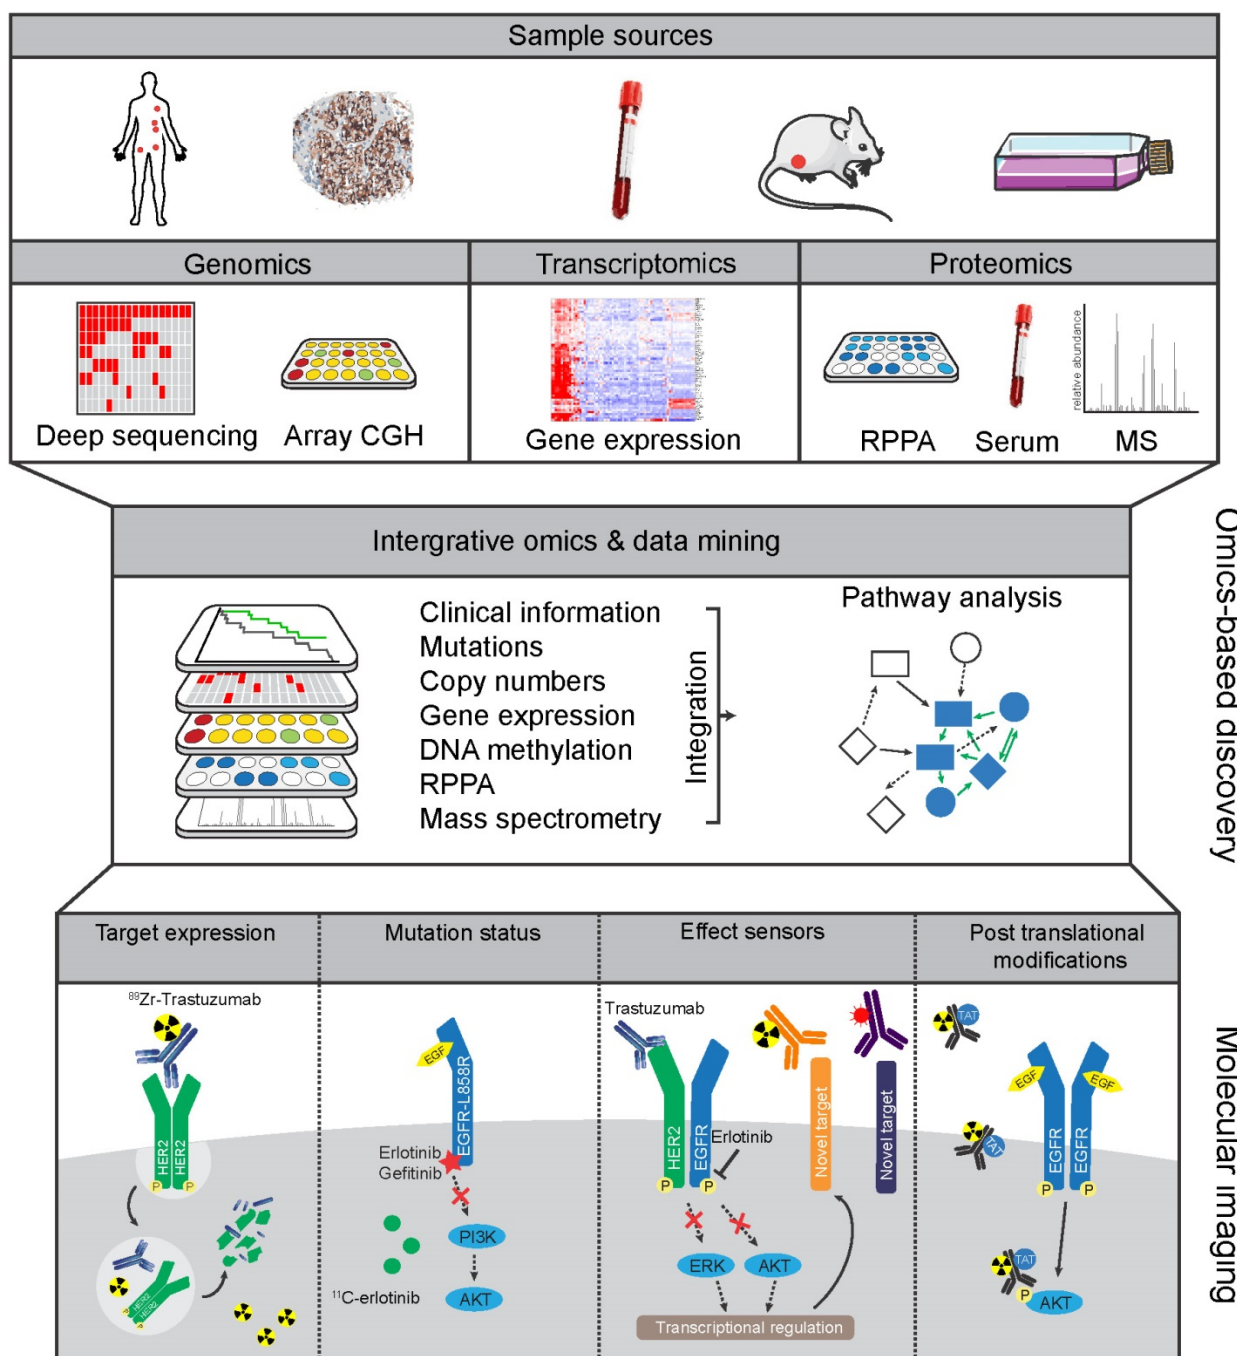 Sample sources
Genomics
Transcriptomics
Proteomics
Deep sequencing
Array CGH
Gene expression
relative abundance
RPPA
Serum
MS
Omics-based discovery
Intergrative omics & data mining
Clinical information
Mutations
Copy numbers
Gene expression
DNA methylation
RPPA
Mass spectrometry
Integration
Pathway analysis
Molecular imaging
Target expression
Mutation status
Effect sensors
Post translational
modifications
⁸⁹Zr-Trastuzumab
HER2
HER2
P
P
HER2
HER2
P
EGF
EGFR-L858R
Erlotinib
Gefitinib
PI3K
¹¹C-erlotinib
AKT
Trastuzumab
HER2
EGFR
Erlotinib
P
P
Novel target
Novel target
ERK
AKT
Transcriptional regulation
TAT
EGF
EGF
TAT
EGFR
EGFR
P
P
TAT
P
AKT